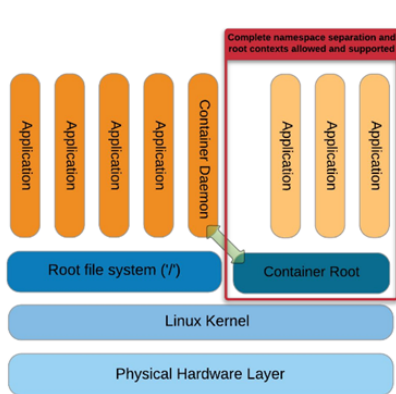 Complete namespace separation and
root contexts allowed and supported
Application
Application
Application
Application
Container Daemon
Application
Application
Application
Root file system ('/')
Container Root
Linux Kernel
Physical Hardware Layer